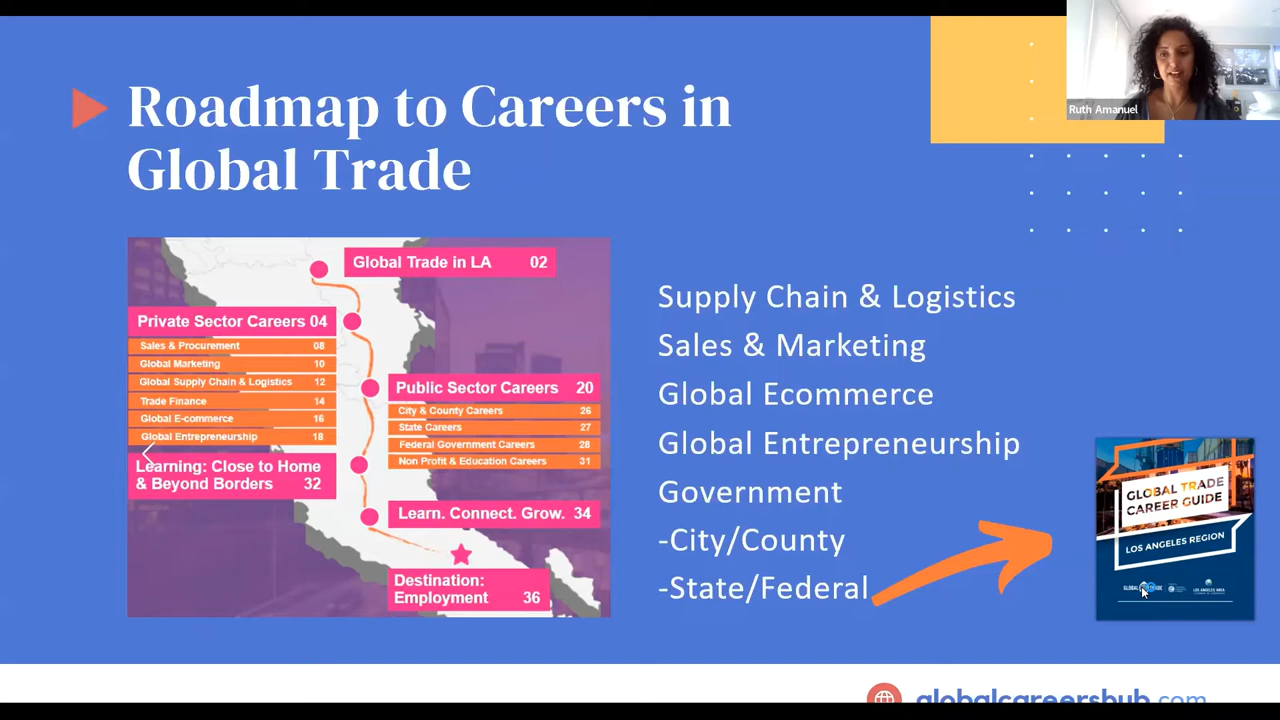 Ruth Amanuel
Roadmap to Careers in
Global Trade
Global Trade in LA 02
Private Sector Careers 04
Sales & Procurement 08
Global Marketing 10
Global Supply Chain & Logistics 12
Trade Finance 14
Global E-commerce 16
Global Entrepreneurship 18
Public Sector Careers 20
City & County Careers 26
State Careers 27
Federal Government Careers 28
Non Profit & Education Careers 31
Learning: Close to Home
& Beyond Borders 32
Learn. Connect. Grow. 34
Destination:
Employment 36
Supply Chain & Logistics
Sales & Marketing
Global Ecommerce
Global Entrepreneurship
Government
-City/County
-State/Federal
GLOBAL TRADE
CAREER GUIDE
LOS ANGELES REGION
globalcareershub.com